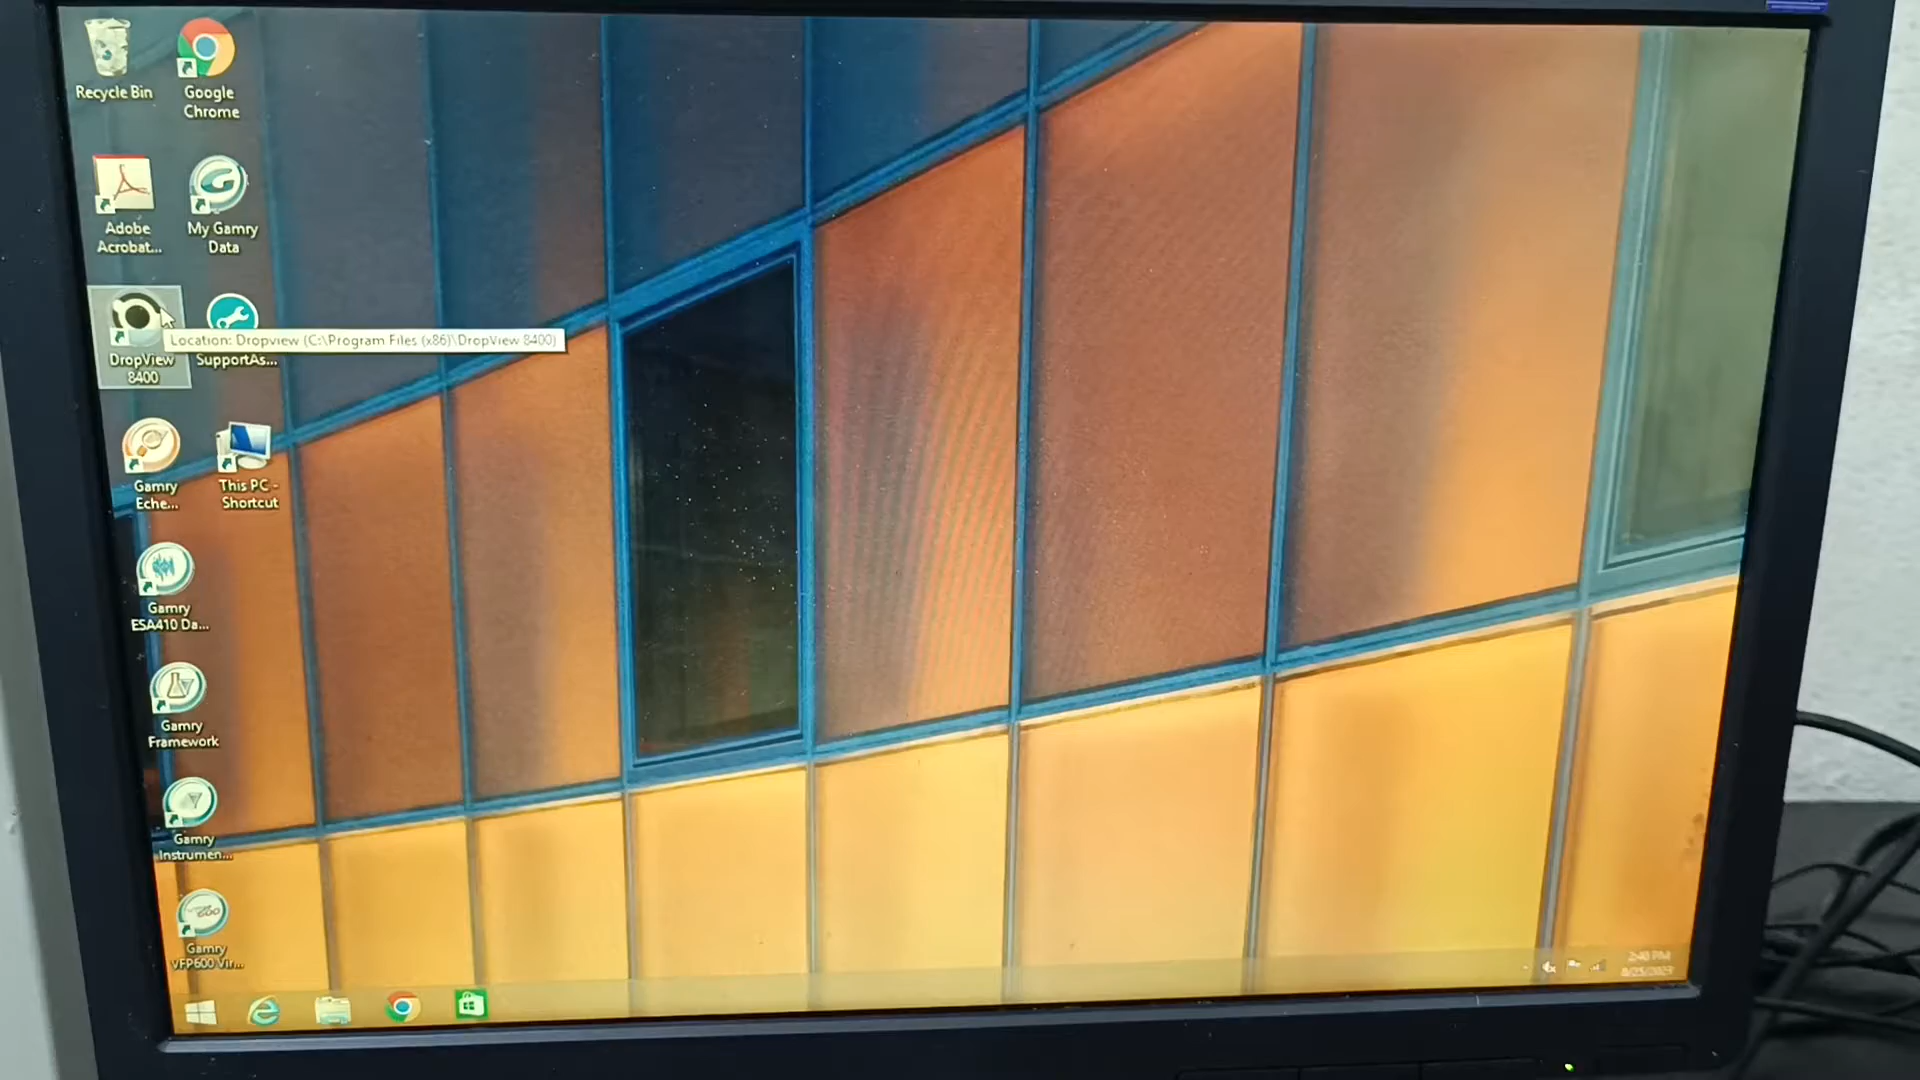 Recycle Bin
Google
Chrome
Adobe
Acrobat...
My Gamry
Data
Location: Dropview (C:\Program Files (x86)\DropView 8400)
DropView
8400
SupportAs...
Gamry
Eche...
This PC -
Shortcut
Gamry
ESA410 Da...
Gamry
Framework
Gamry
Instrumen...
Gamry
VFP600 Vir...
2:40 PM
8/25/2023